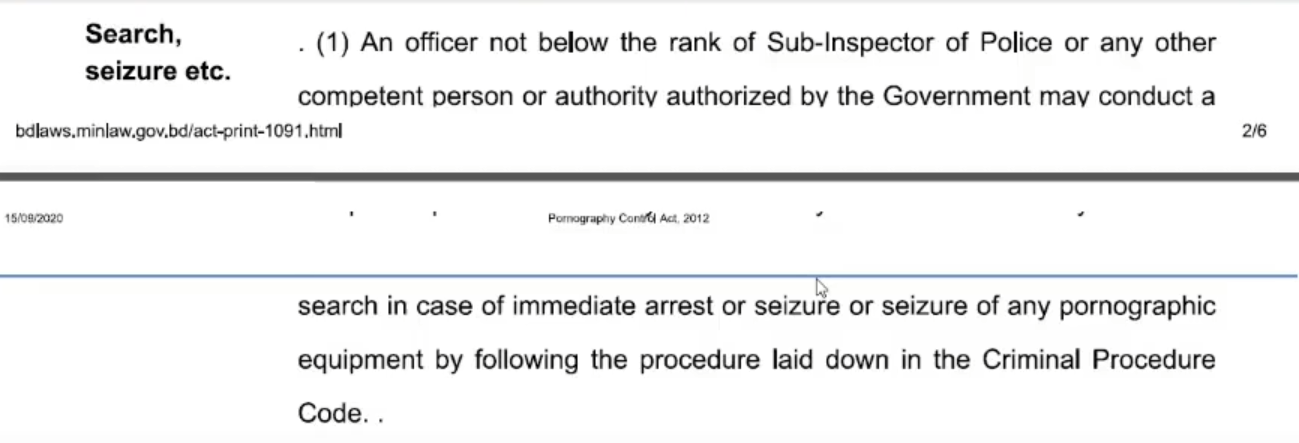 Search,
seizure etc.
. (1) An officer not below the rank of Sub-Inspector of Police or any other
competent person or authority authorized by the Government may conduct a
bdlaws.minlaw.gov.bd/act-print-1091.html
2/6
15/09/2020
Pornography Control Act, 2012
search in case of immediate arrest or seizure or seizure of any pornographic
equipment by following the procedure laid down in the Criminal Procedure
Code. .